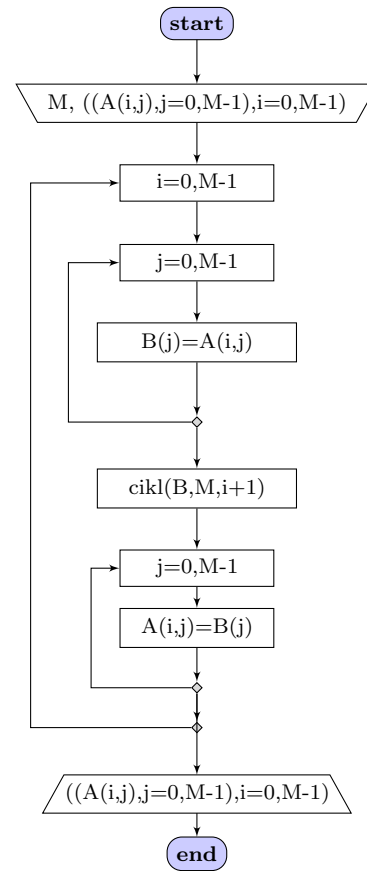 start
M, ((A(i,j),j=0,M-1),i=0,M-1)
i=0,M-1
j=0,M-1
B(j)=A(i,j)
cikl(B,M,i+1)
j=0,M-1
A(i,j)=B(j)
((A(i,j),j=0,M-1),i=0,M-1)
end